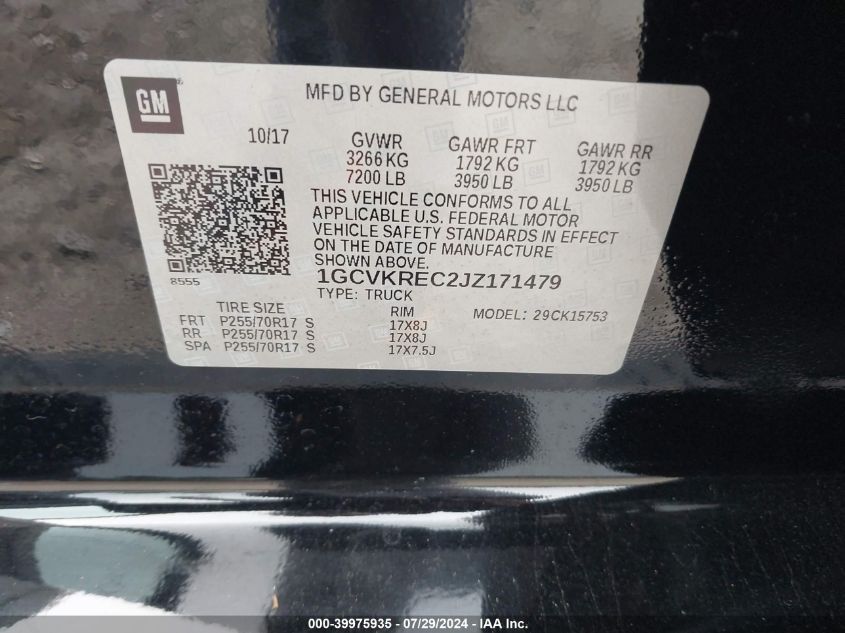 GM
MFD BY GENERAL MOTORS LLC
10/17 GVWR GAWR FRT GAWR RR
3266 KG 1792 KG 1792 KG
7200 LB 3950 LB 3950 LB
THIS VEHICLE CONFORMS TO ALL
APPLICABLE U.S. FEDERAL MOTOR
VEHICLE SAFETY STANDARDS IN EFFECT
ON THE DATE OF MANUFACTURE
SHOWN ABOVE.
8555
1GCVKREC2JZ171479
TYPE: TRUCK
TIRE SIZE RIM MODEL: 29CK15753
FRT P255/70R17 S 17X8J
RR P255/70R17 S 17X8J
SPA P255/70R17 S 17X7.5J
000-39975935 - 07/29/2024 - IAA Inc.